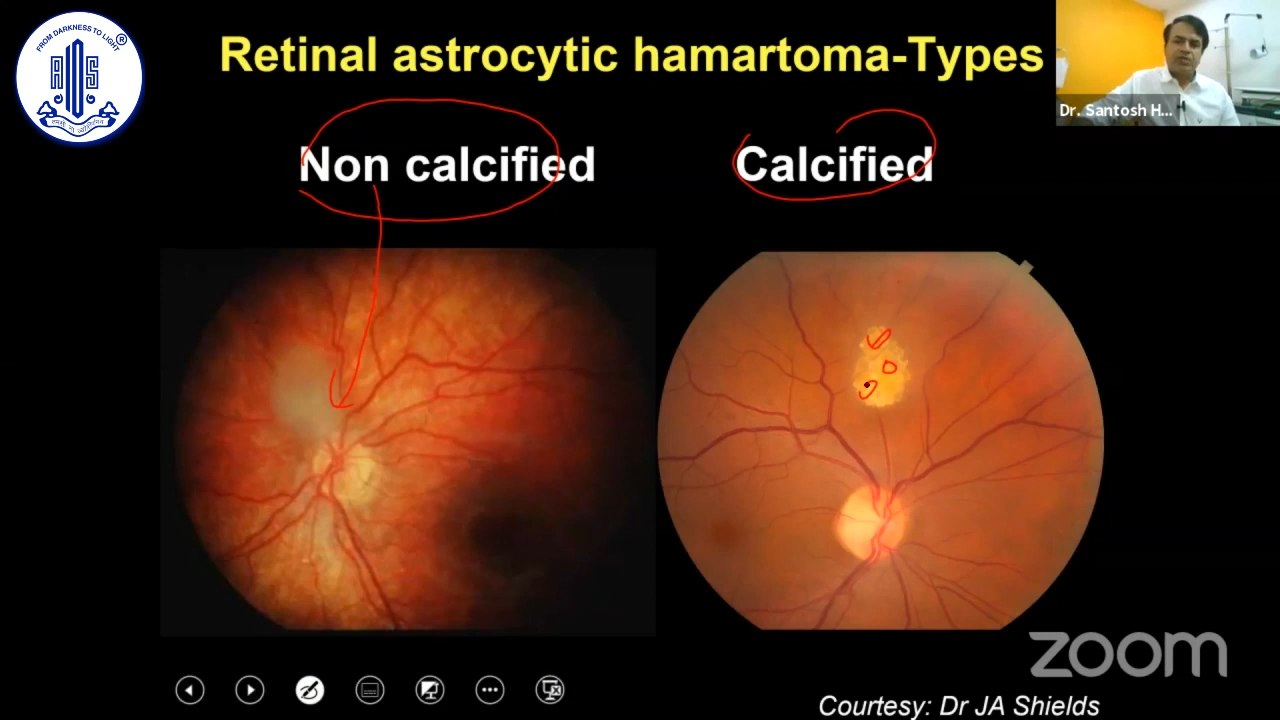 FROM DARKNESS TO LIGHT
Retinal astrocytic hamartoma-Types
Dr. Santosh H...
Non calcified
Calcified
zoom
Courtesy: Dr JA Shields